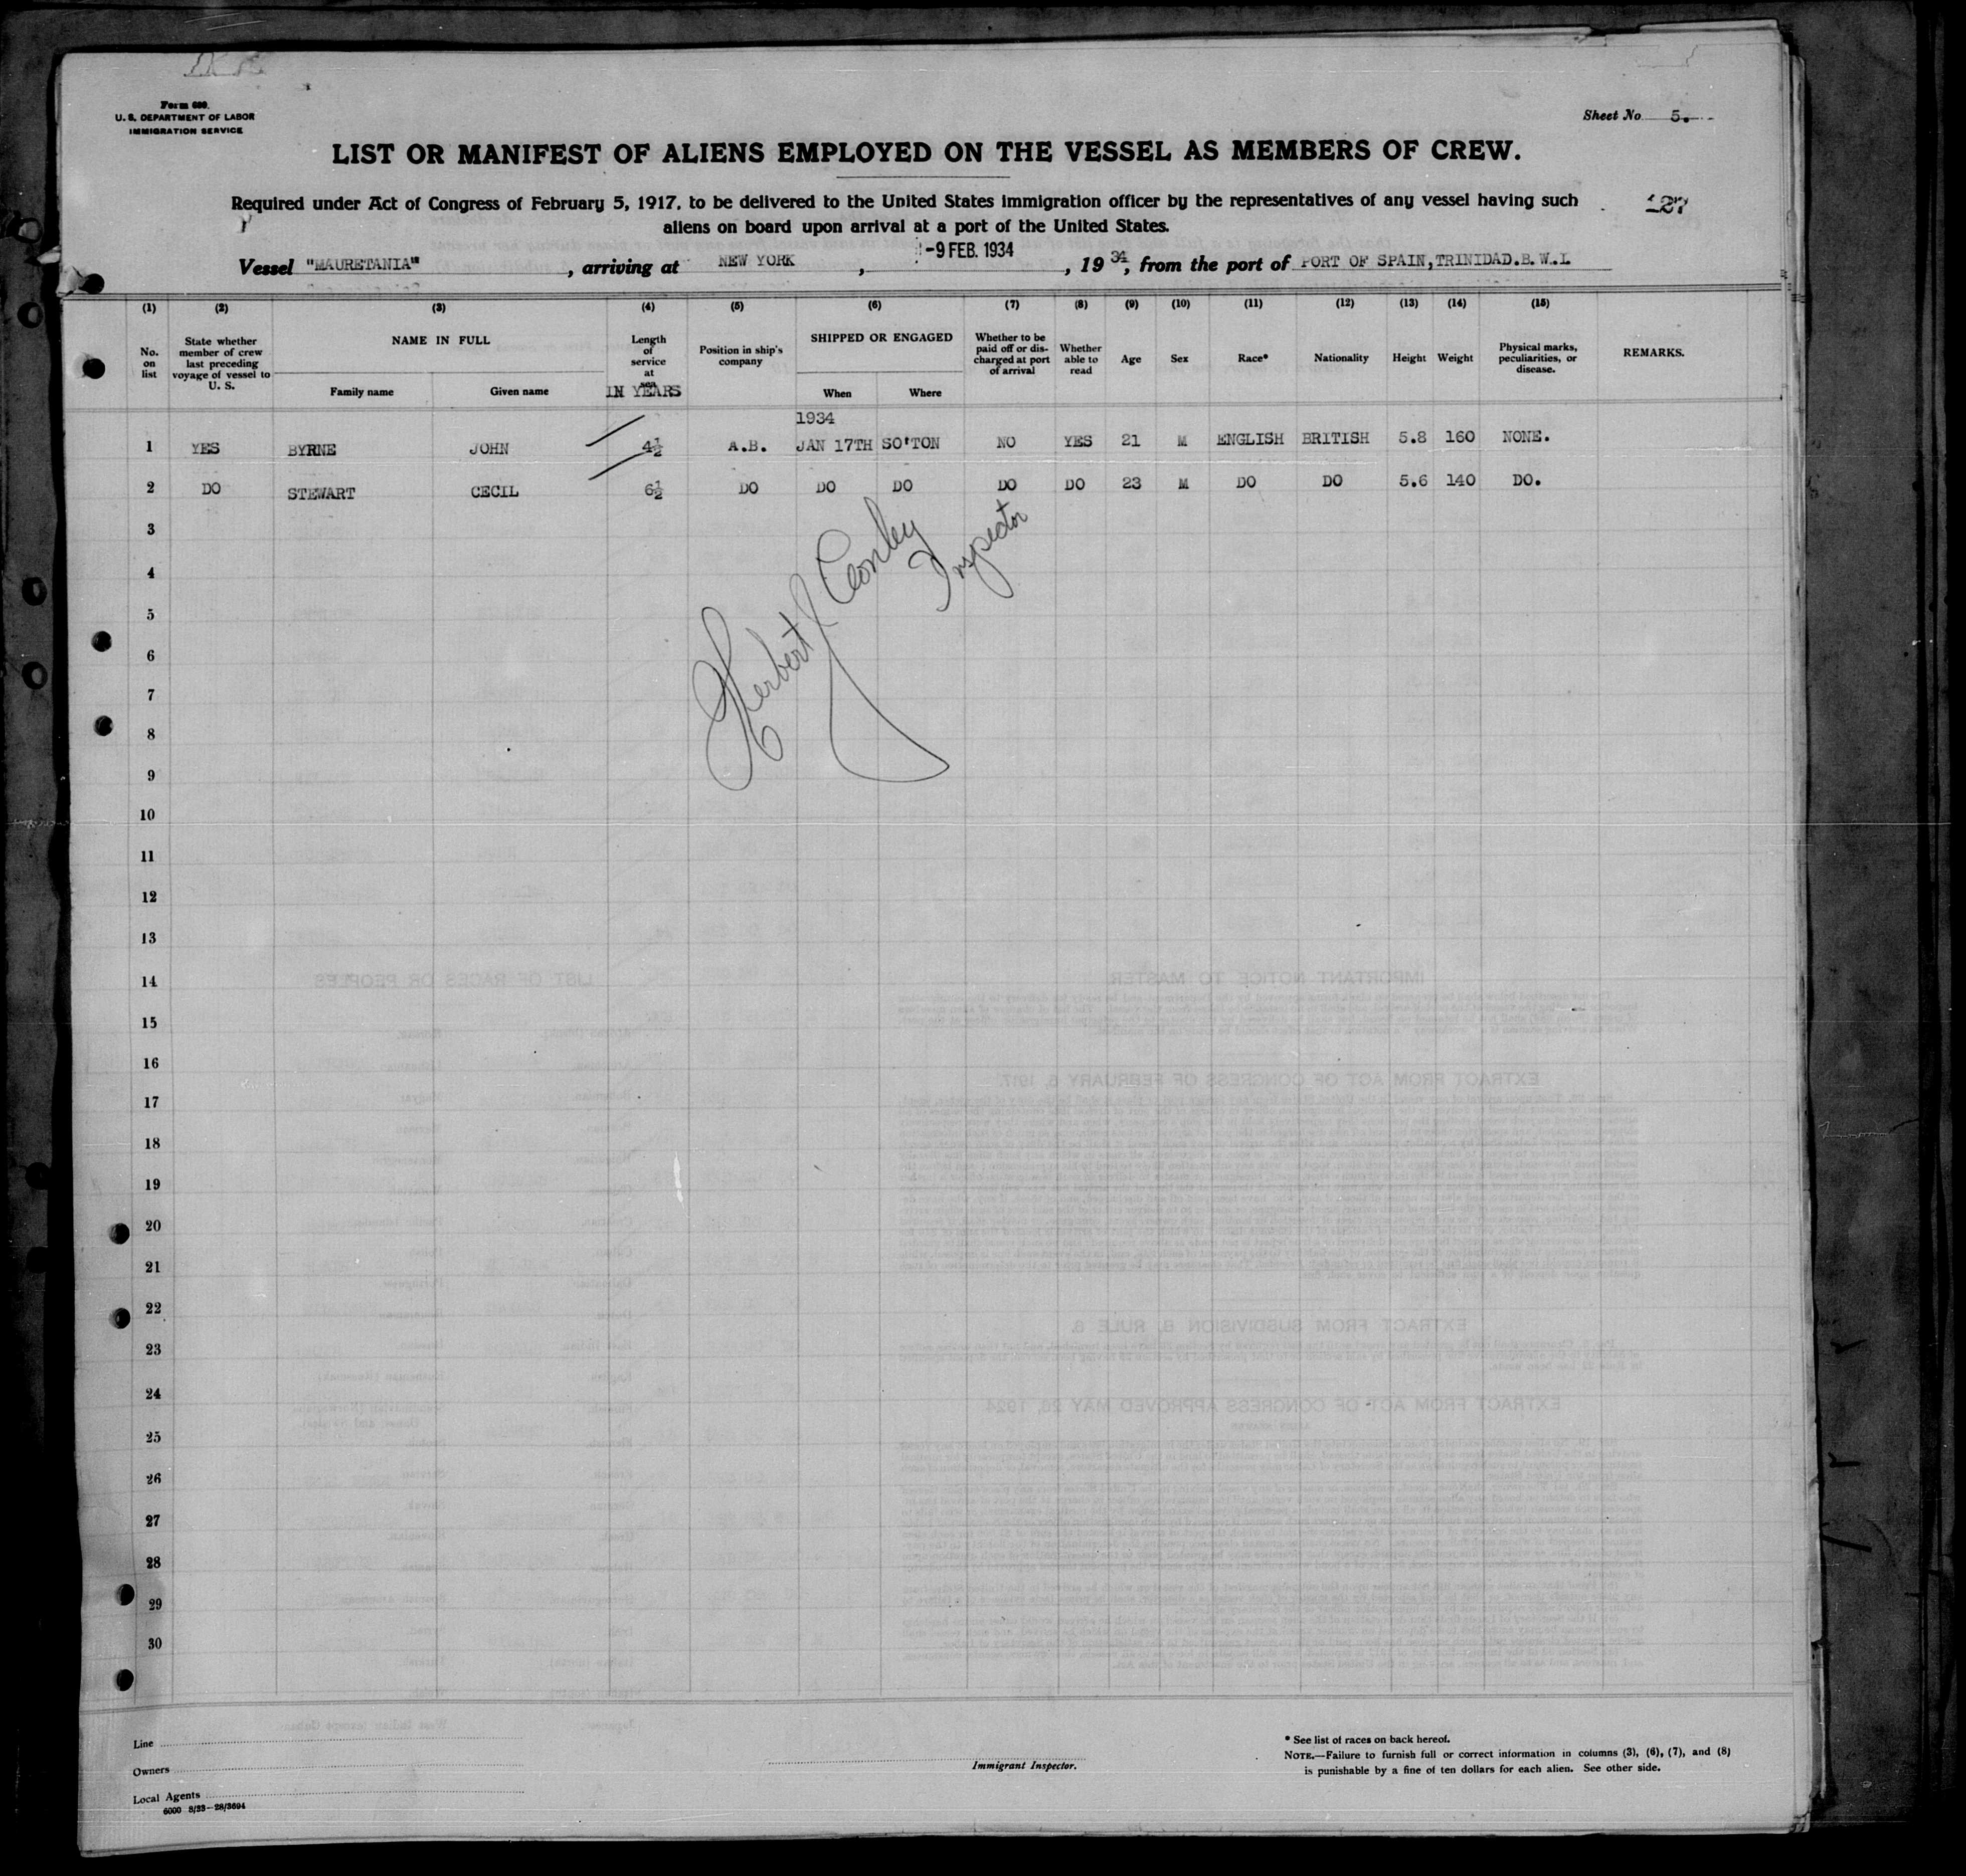 Form 680.
U. S. DEPARTMENT OF LABOR
IMMIGRATION SERVICE
Sheet No 5.
LIST OR MANIFEST OF ALIENS EMPLOYED ON THE VESSEL AS MEMBERS OF CREW.
Required under Act of Congress of February 5, 1917, to be delivered to the United States immigration officer by the representatives of any vessel having such
aliens on board upon arrival at a port of the United States.
127
-9 FEB. 1934
Vessel "MAURETANIA", arriving at NEW YORK, , 19 34, from the port of PORT OF SPAIN, TRINIDAD. B. W. I.
(1) (2) (3) (4) (5) (6) (7) (8) (9) (10) (11) (12) (13) (14) (15)
No. on list State whether member of crew last preceding voyage of vessel to U. S. NAME IN FULL Family name Given name Length of service at sea IN YEARS Position in ship's company SHIPPED OR ENGAGED When Where Whether to be paid off or discharged at port of arrival Whether able to read Age Sex Race* Nationality Height Weight Physical marks, peculiarities, or disease. REMARKS.
1934
1 YES BYRNE JOHN 4½ A.B. JAN 17TH SO'TON NO YES 21 M ENGLISH BRITISH 5.8 160 NONE.
2 DO STEWART CECIL 6½ DO DO DO DO DO 23 M DO DO 5.6 140 DO.
Herbert J Conley
Inspector
3
4
5
6
7
8
9
10
11
12
13
14
15
16
17
18
19
20
21
22
23
24
25
26
27
28
29
30
Line
Owners
Local Agents
6000 8/33—28/3694
Immigrant Inspector.
* See list of races on back hereof.
NOTE.—Failure to furnish full or correct information in columns (3), (6), (7), and (8)
is punishable by a fine of ten dollars for each alien. See other side.